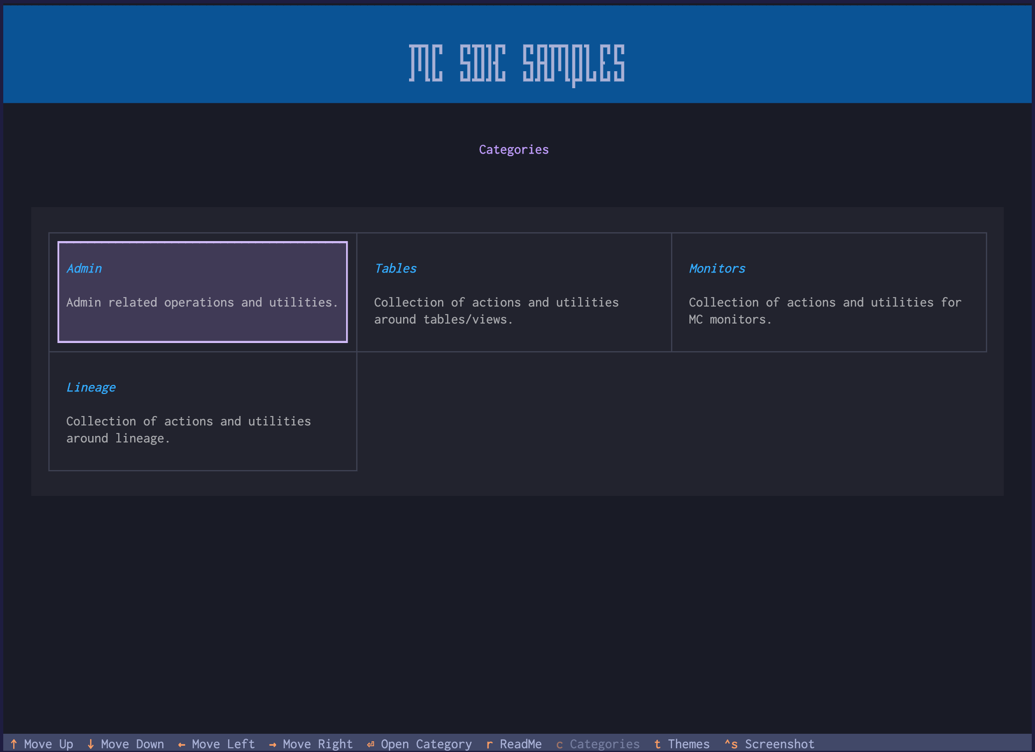 MC SDK SAMPLES
Categories
Admin
Admin related operations and utilities.
Tables
Collection of actions and utilities
around tables/views.
Monitors
Collection of actions and utilities for
MC monitors.
Lineage
Collection of actions and utilities
around lineage.
↑ Move Up ↓ Move Down ← Move Left → Move Right ⏎ Open Category r ReadMe c Categories t Themes ^s Screenshot